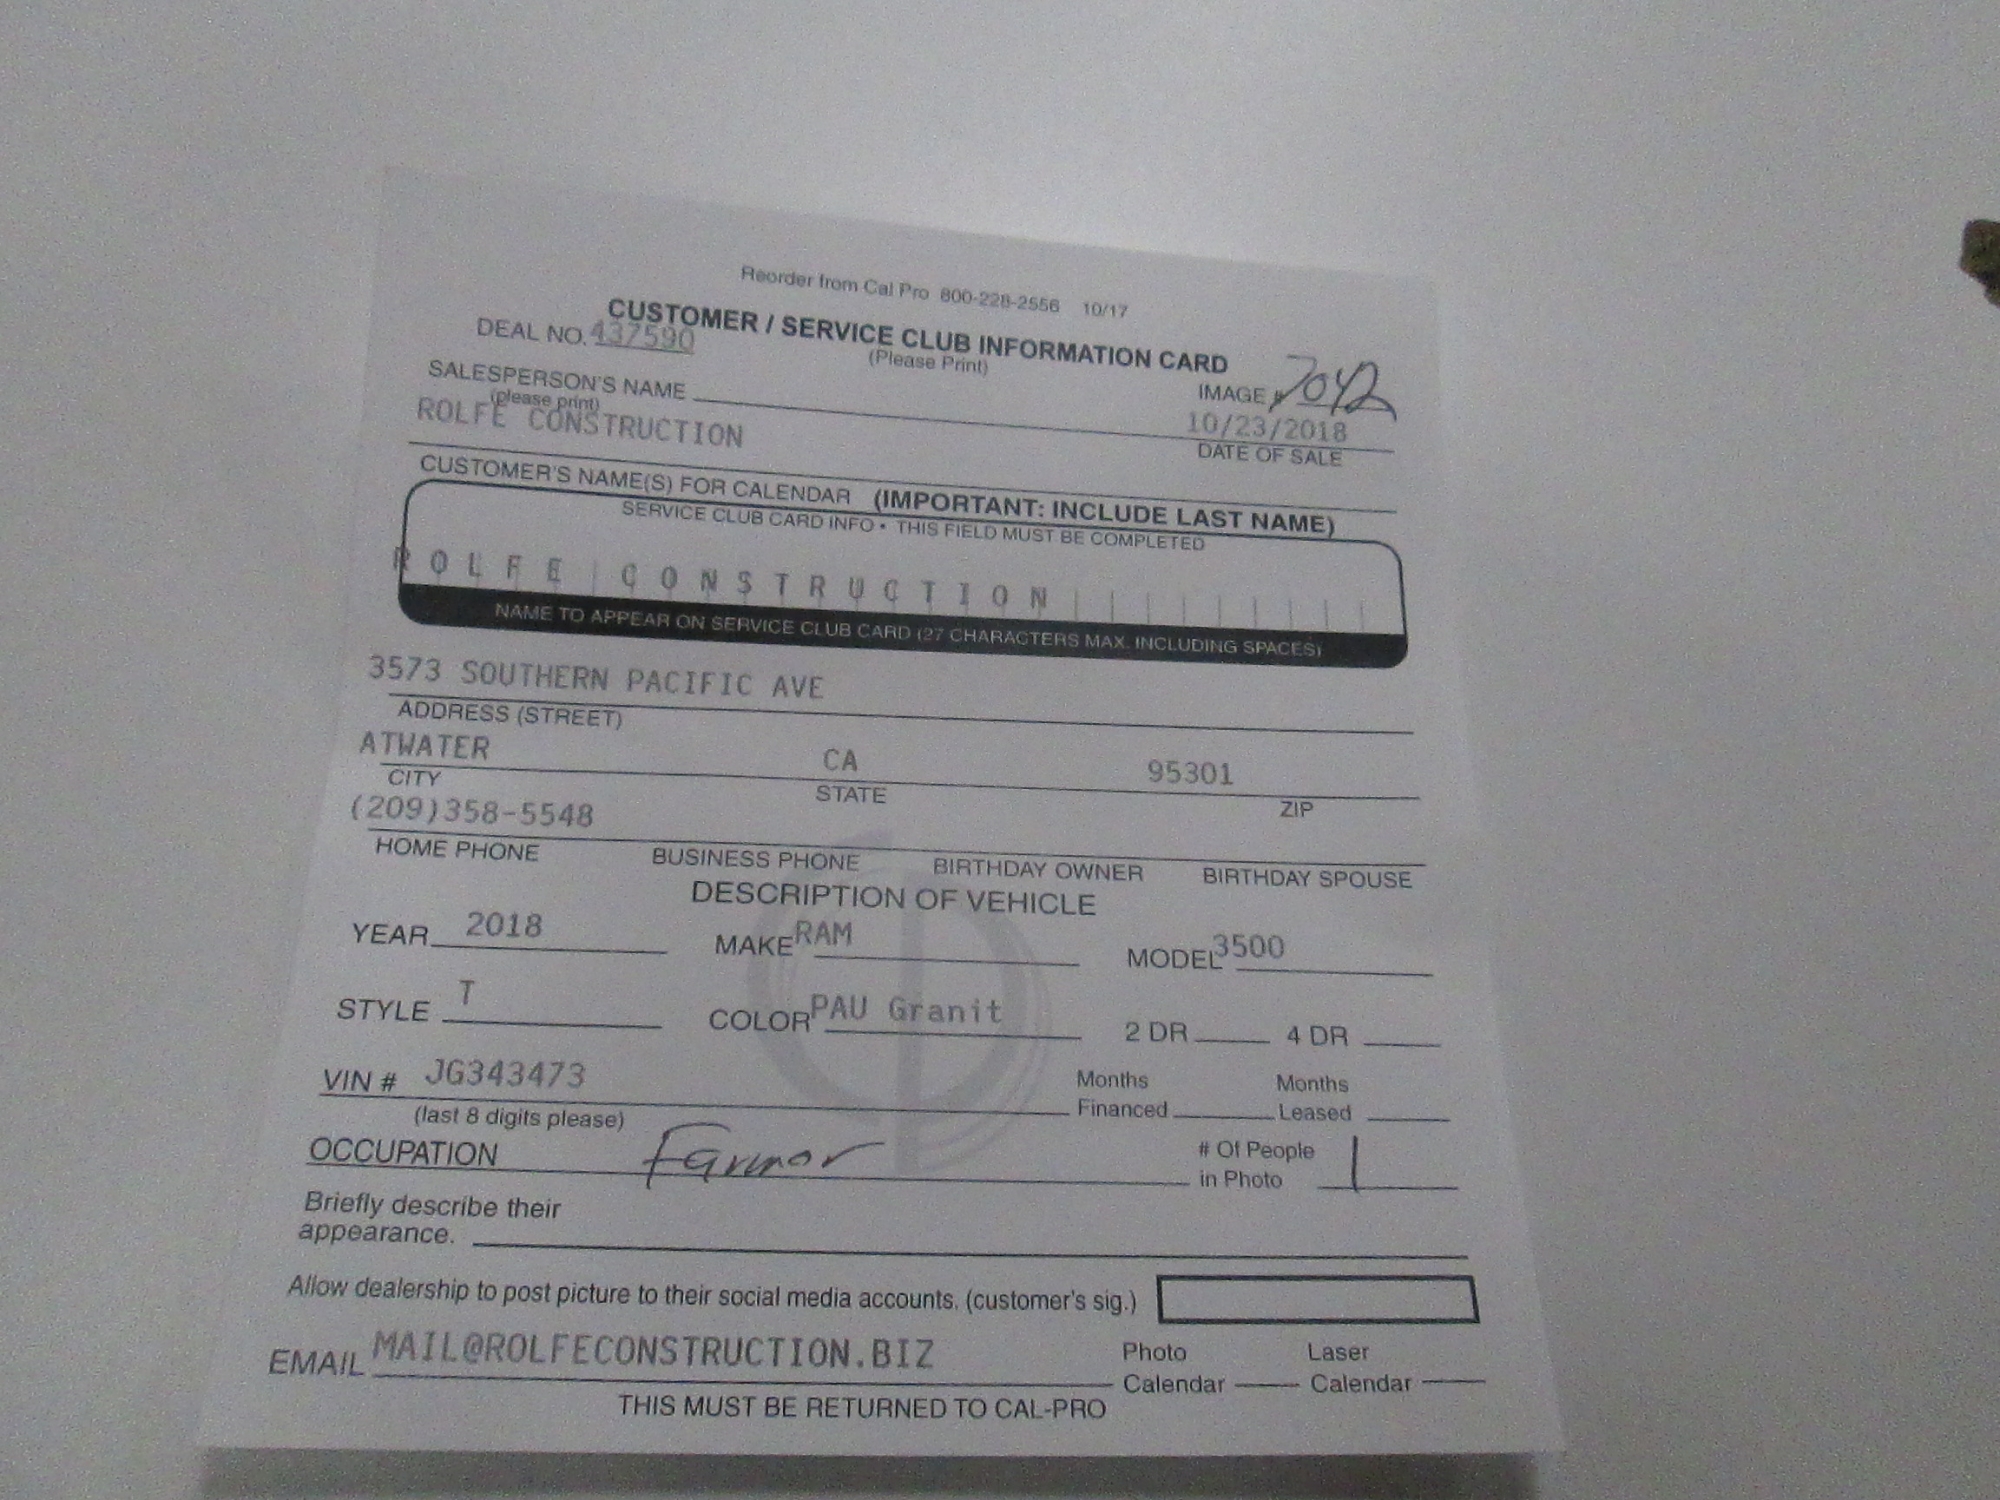 Reorder from Cal Pro 800-228-2556 10/17
CUSTOMER / SERVICE CLUB INFORMATION CARD
DEAL NO. 437590
(Please Print)
SALESPERSON'S NAME
(please print)
IMAGE # 7042
ROLFE CONSTRUCTION
10/23/2018
DATE OF SALE
CUSTOMER'S NAME(S) FOR CALENDAR (IMPORTANT: INCLUDE LAST NAME)
SERVICE CLUB CARD INFO • THIS FIELD MUST BE COMPLETED
ROLFE CONSTRUCTION
NAME TO APPEAR ON SERVICE CLUB CARD (27 CHARACTERS MAX. INCLUDING SPACES)
3573 SOUTHERN PACIFIC AVE
ADDRESS (STREET)
ATWATER CA 95301
CITY STATE ZIP
(209)358-5548
HOME PHONE BUSINESS PHONE BIRTHDAY OWNER BIRTHDAY SPOUSE
DESCRIPTION OF VEHICLE
YEAR 2018 MAKE RAM MODEL 3500
STYLE T COLOR PAU Granit 2 DR 4 DR
VIN # JG343473 Months Financed Months Leased
(last 8 digits please)
OCCUPATION Farmor # Of People in Photo 1
Briefly describe their
appearance.
Allow dealership to post picture to their social media accounts. (customer's sig.)
EMAIL MAIL@ROLFECONSTRUCTION.BIZ Photo Calendar Laser Calendar
THIS MUST BE RETURNED TO CAL-PRO